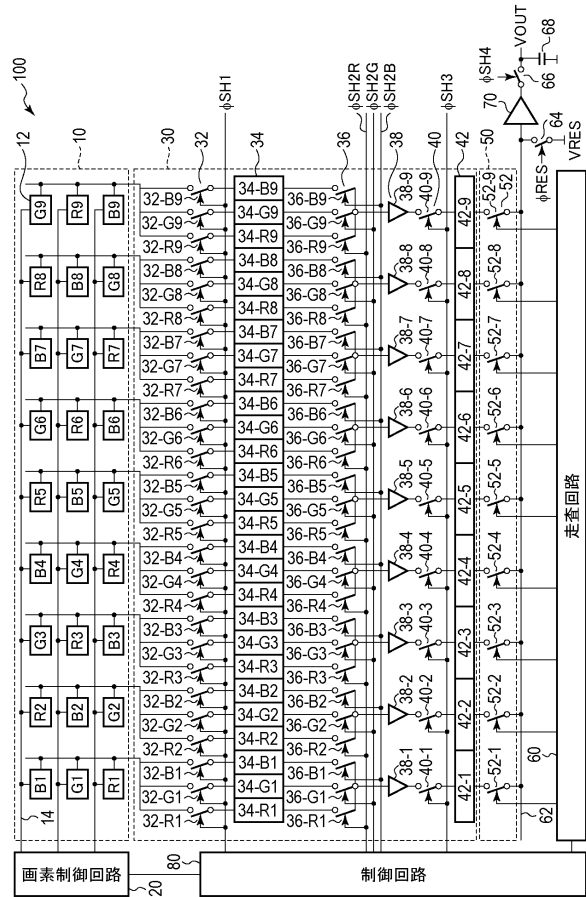 100
12
10
30
32
34
36
38
40
42
50
φSH1
φSH2R
φSH2G
φSH2B
φSH3
φSH4
VOUT
70
66
68
64
φRES
VRES
G9 R9 B9
R8 B8 G8
B7 G7 R7
G6 R6 B6
R5 B5 G5
B4 G4 R4
G3 R3 B3
R2 B2 G2
B1 G1 R1
14
32-B9
32-G9
32-R9
32-B8
32-G8
32-R8
32-B7
32-G7
32-R7
32-B6
32-G6
32-R6
32-B5
32-G5
32-R5
32-B4
32-G4
32-R4
32-B3
32-G3
32-R3
32-B2
32-G2
32-R2
32-B1
32-G1
32-R1
34-B9
34-G9
34-R9
34-B8
34-G8
34-R8
34-B7
34-G7
34-R7
34-B6
34-G6
34-R6
34-B5
34-G5
34-R5
34-B4
34-G4
34-R4
34-B3
34-G3
34-R3
34-B2
34-G2
34-R2
34-B1
34-G1
34-R1
36-B9
36-G9
36-R9
36-B8
36-G8
36-R8
36-B7
36-G7
36-R7
36-B6
36-G6
36-R6
36-B5
36-G5
36-R5
36-B4
36-G4
36-R4
36-B3
36-G3
36-R3
36-B2
36-G2
36-R2
36-B1
36-G1
36-R1
38-9
38-8
38-7
38-6
38-5
38-4
38-3
38-2
38-1
40-9
40-8
40-7
40-6
40-5
40-4
40-3
40-2
40-1
42-9
42-8
42-7
42-6
42-5
42-4
42-3
42-2
42-1
52-9
52
52-8
52-7
52-6
52-5
52-4
52-3
52-2
52-1
走査回路
60
62
80
画素制御回路
20
制御回路